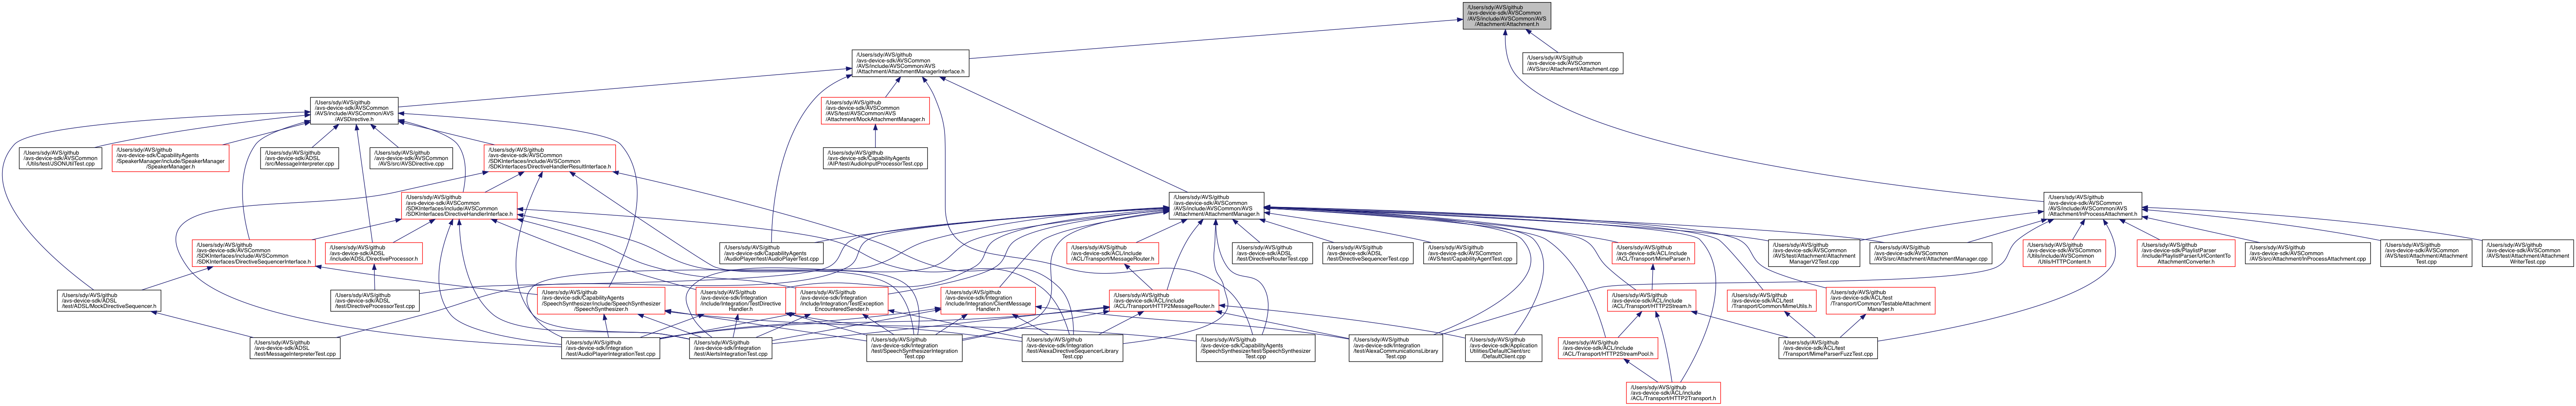 /Users/sdy/AVS/github
/avs-device-sdk/AVSCommon
/AVS/include/AVSCommon/AVS
/Attachment/Attachment.h
/Users/sdy/AVS/github
/avs-device-sdk/AVSCommon
/AVS/include/AVSCommon/AVS
/Attachment/AttachmentManagerInterface.h
/Users/sdy/AVS/github
/avs-device-sdk/AVSCommon
/AVS/src/Attachment/Attachment.cpp
/Users/sdy/AVS/github
/avs-device-sdk/AVSCommon
/AVS/include/AVSCommon/AVS
/AVSDirective.h
/Users/sdy/AVS/github
/avs-device-sdk/AVSCommon
/AVS/test/AVSCommon/AVS
/Attachment/MockAttachmentManager.h
/Users/sdy/AVS/github
/avs-device-sdk/AVSCommon
/Utils/test/JSONUtilTest.cpp
/Users/sdy/AVS/github
/avs-device-sdk/CapabilityAgents
/SpeakerManager/include/SpeakerManager
/SpeakerManager.h
/Users/sdy/AVS/github
/avs-device-sdk/ADSL
/src/MessageInterpreter.cpp
/Users/sdy/AVS/github
/avs-device-sdk/AVSCommon
/AVS/src/AVSDirective.cpp
/Users/sdy/AVS/github
/avs-device-sdk/AVSCommon
/SDKInterfaces/include/AVSCommon
/SDKInterfaces/DirectiveHandlerResultInterface.h
/Users/sdy/AVS/github
/avs-device-sdk/CapabilityAgents
/AIP/test/AudioInputProcessorTest.cpp
/Users/sdy/AVS/github
/avs-device-sdk/AVSCommon
/SDKInterfaces/include/AVSCommon
/SDKInterfaces/DirectiveHandlerInterface.h
/Users/sdy/AVS/github
/avs-device-sdk/AVSCommon
/AVS/include/AVSCommon/AVS
/Attachment/AttachmentManager.h
/Users/sdy/AVS/github
/avs-device-sdk/AVSCommon
/AVS/include/AVSCommon/AVS
/Attachment/InProcessAttachment.h
/Users/sdy/AVS/github
/avs-device-sdk/AVSCommon
/SDKInterfaces/include/AVSCommon
/SDKInterfaces/DirectiveSequencerInterface.h
/Users/sdy/AVS/github
/avs-device-sdk/ADSL
/include/ADSL/DirectiveProcessor.h
/Users/sdy/AVS/github
/avs-device-sdk/CapabilityAgents
/AudioPlayer/test/AudioPlayerTest.cpp
/Users/sdy/AVS/github
/avs-device-sdk/ACL/include
/ACL/Transport/MessageRouter.h
/Users/sdy/AVS/github
/avs-device-sdk/ADSL
/test/DirectiveRouterTest.cpp
/Users/sdy/AVS/github
/avs-device-sdk/ADSL
/test/DirectiveSequencerTest.cpp
/Users/sdy/AVS/github
/avs-device-sdk/AVSCommon
/AVS/test/CapabilityAgentTest.cpp
/Users/sdy/AVS/github
/avs-device-sdk/ACL/include
/ACL/Transport/MimeParser.h
/Users/sdy/AVS/github
/avs-device-sdk/AVSCommon
/AVS/test/Attachment/Attachment
ManagerV2Test.cpp
/Users/sdy/AVS/github
/avs-device-sdk/AVSCommon
/AVS/src/Attachment/AttachmentManager.cpp
/Users/sdy/AVS/github
/avs-device-sdk/AVSCommon
/Utils/include/AVSCommon
/Utils/HTTPContent.h
/Users/sdy/AVS/github
/avs-device-sdk/PlaylistParser
/include/PlaylistParser/UrlContentTo
AttachmentConverter.h
/Users/sdy/AVS/github
/avs-device-sdk/AVSCommon
/AVS/src/Attachment/InProcessAttachment.cpp
/Users/sdy/AVS/github
/avs-device-sdk/AVSCommon
/AVS/test/Attachment/Attachment
Test.cpp
/Users/sdy/AVS/github
/avs-device-sdk/AVSCommon
/AVS/test/Attachment/Attachment
WriterTest.cpp
/Users/sdy/AVS/github
/avs-device-sdk/ADSL
/test/ADSL/MockDirectiveSequencer.h
/Users/sdy/AVS/github
/avs-device-sdk/ADSL
/test/DirectiveProcessorTest.cpp
/Users/sdy/AVS/github
/avs-device-sdk/CapabilityAgents
/SpeechSynthesizer/include/SpeechSynthesizer
/SpeechSynthesizer.h
/Users/sdy/AVS/github
/avs-device-sdk/Integration
/include/Integration/TestDirective
Handler.h
/Users/sdy/AVS/github
/avs-device-sdk/Integration
/include/Integration/TestException
EncounteredSender.h
/Users/sdy/AVS/github
/avs-device-sdk/Integration
/include/Integration/ClientMessage
Handler.h
/Users/sdy/AVS/github
/avs-device-sdk/ACL/include
/ACL/Transport/HTTP2MessageRouter.h
/Users/sdy/AVS/github
/avs-device-sdk/ACL/include
/ACL/Transport/HTTP2Stream.h
/Users/sdy/AVS/github
/avs-device-sdk/ACL/test
/Transport/Common/MimeUtils.h
/Users/sdy/AVS/github
/avs-device-sdk/ACL/test
/Transport/Common/TestableAttachment
Manager.h
/Users/sdy/AVS/github
/avs-device-sdk/ADSL
/test/MessageInterpreterTest.cpp
/Users/sdy/AVS/github
/avs-device-sdk/Integration
/test/AudioPlayerIntegrationTest.cpp
/Users/sdy/AVS/github
/avs-device-sdk/Integration
/test/AlertsIntegrationTest.cpp
/Users/sdy/AVS/github
/avs-device-sdk/Integration
/test/SpeechSynthesizerIntegration
Test.cpp
/Users/sdy/AVS/github
/avs-device-sdk/Integration
/test/AlexaDirectiveSequencerLibrary
Test.cpp
/Users/sdy/AVS/github
/avs-device-sdk/CapabilityAgents
/SpeechSynthesizer/test/SpeechSynthesizer
Test.cpp
/Users/sdy/AVS/github
/avs-device-sdk/Integration
/test/AlexaCommunicationsLibrary
Test.cpp
/Users/sdy/AVS/github
/avs-device-sdk/Application
Utilities/DefaultClient/src
/DefaultClient.cpp
/Users/sdy/AVS/github
/avs-device-sdk/ACL/include
/ACL/Transport/HTTP2StreamPool.h
/Users/sdy/AVS/github
/avs-device-sdk/ACL/test
/Transport/MimeParserFuzzTest.cpp
/Users/sdy/AVS/github
/avs-device-sdk/ACL/include
/ACL/Transport/HTTP2Transport.h